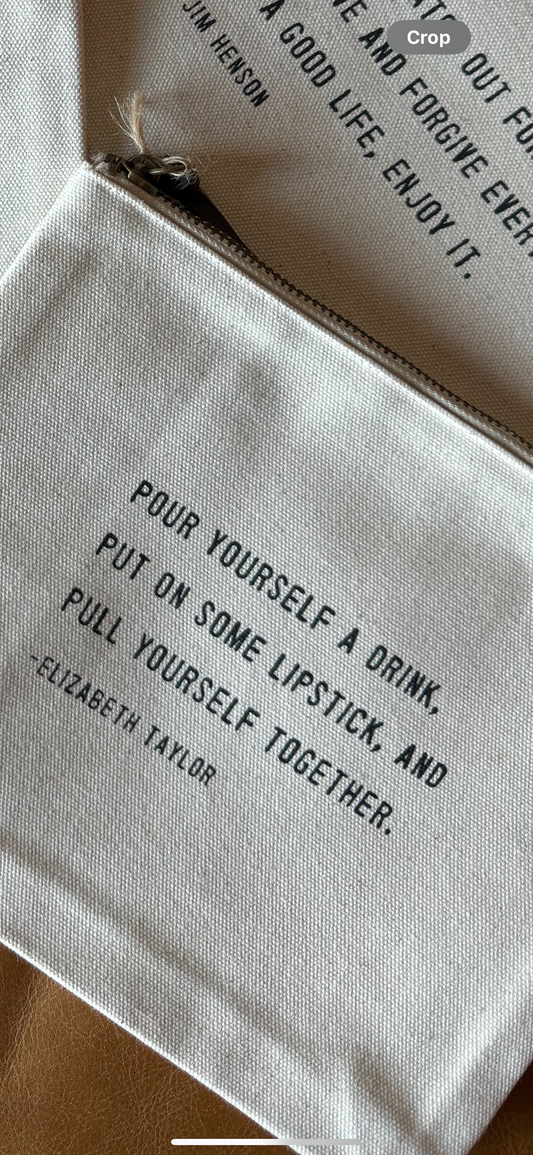 Crop
OUT FOR
AND FORGIVE
A GOOD LIFE, ENJOY IT.
JIM HENSON
POUR YOURSELF A DRINK,
PUT ON SOME LIPSTICK, AND
PULL YOURSELF TOGETHER.
-ELIZABETH TAYLOR